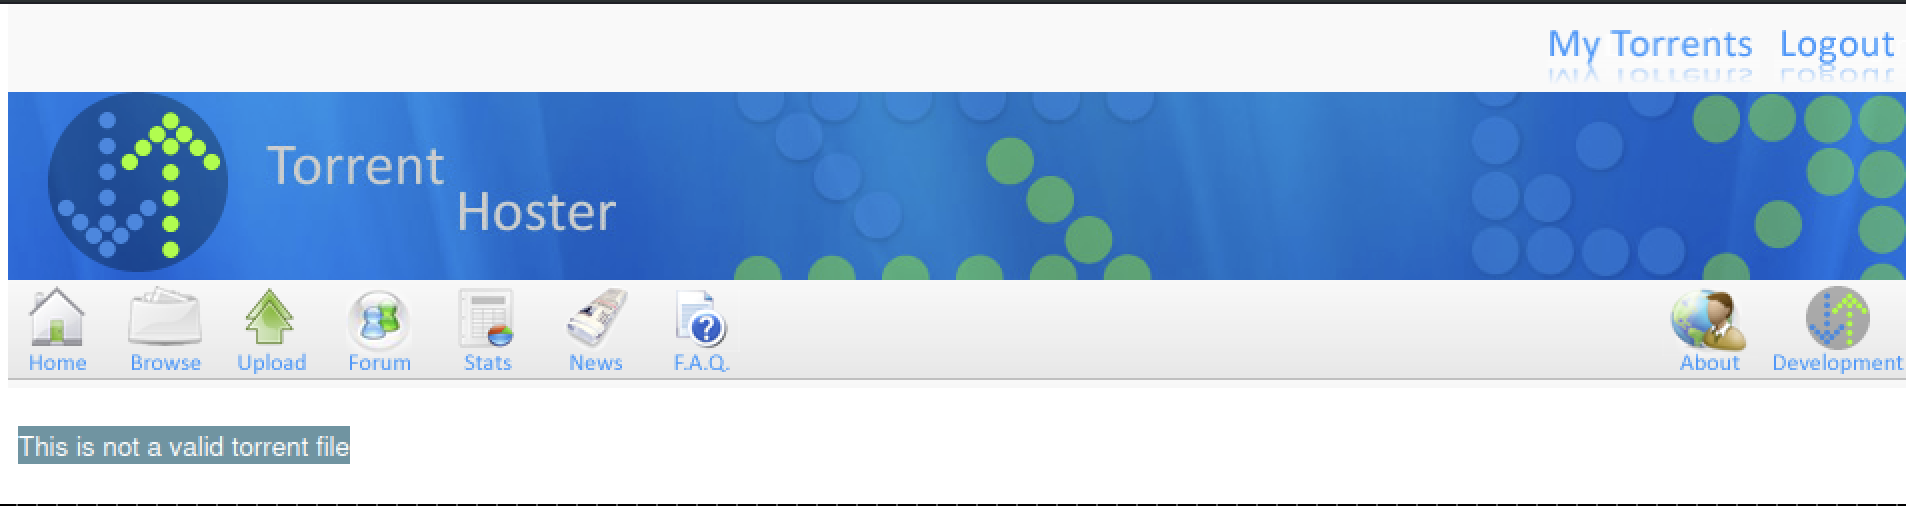 My Torrents Logout
Torrent
Hoster
Home Browse Upload Forum Stats News F.A.Q. About Development
This is not a valid torrent file